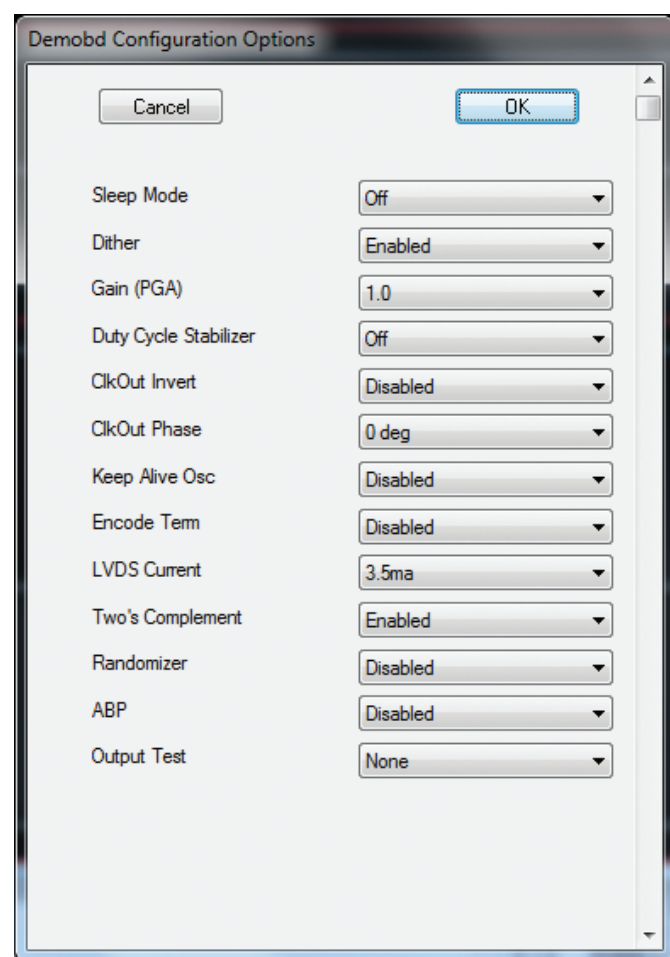 Demobd Configuration Options
Cancel OK
Sleep Mode Off
Dither Enabled
Gain (PGA) 1.0
Duty Cycle Stabilizer Off
ClkOut Invert Disabled
ClkOut Phase 0 deg
Keep Alive Osc Disabled
Encode Term Disabled
LVDS Current 3.5ma
Two's Complement Enabled
Randomizer Disabled
ABP Disabled
Output Test None